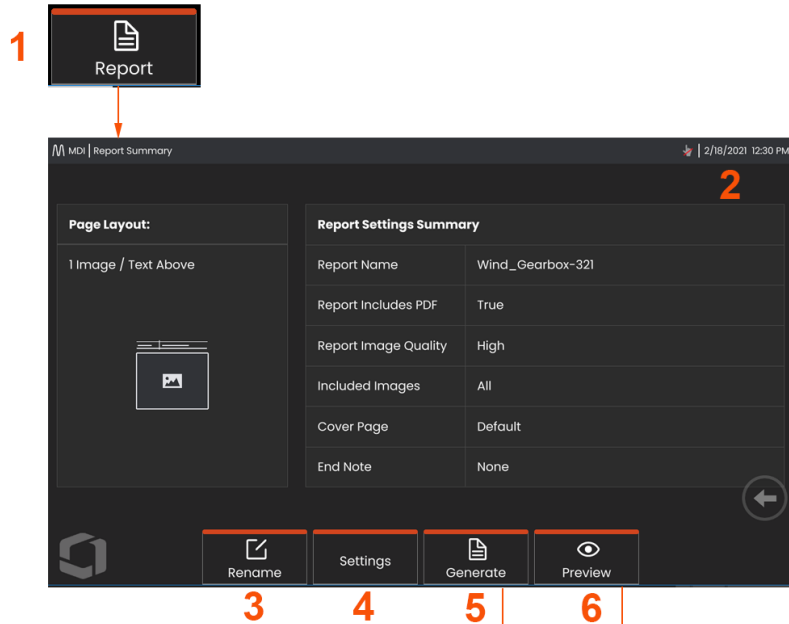 1
Report
MDI | Report Summary
2/18/2021 12:30 PM
2
Page Layout:
1 Image / Text Above
Report Settings Summary
Report Name Wind_Gearbox-321
Report Includes PDF True
Report Image Quality High
Included Images All
Cover Page Default
End Note None
Rename Settings Generate Preview
3 4 5 6